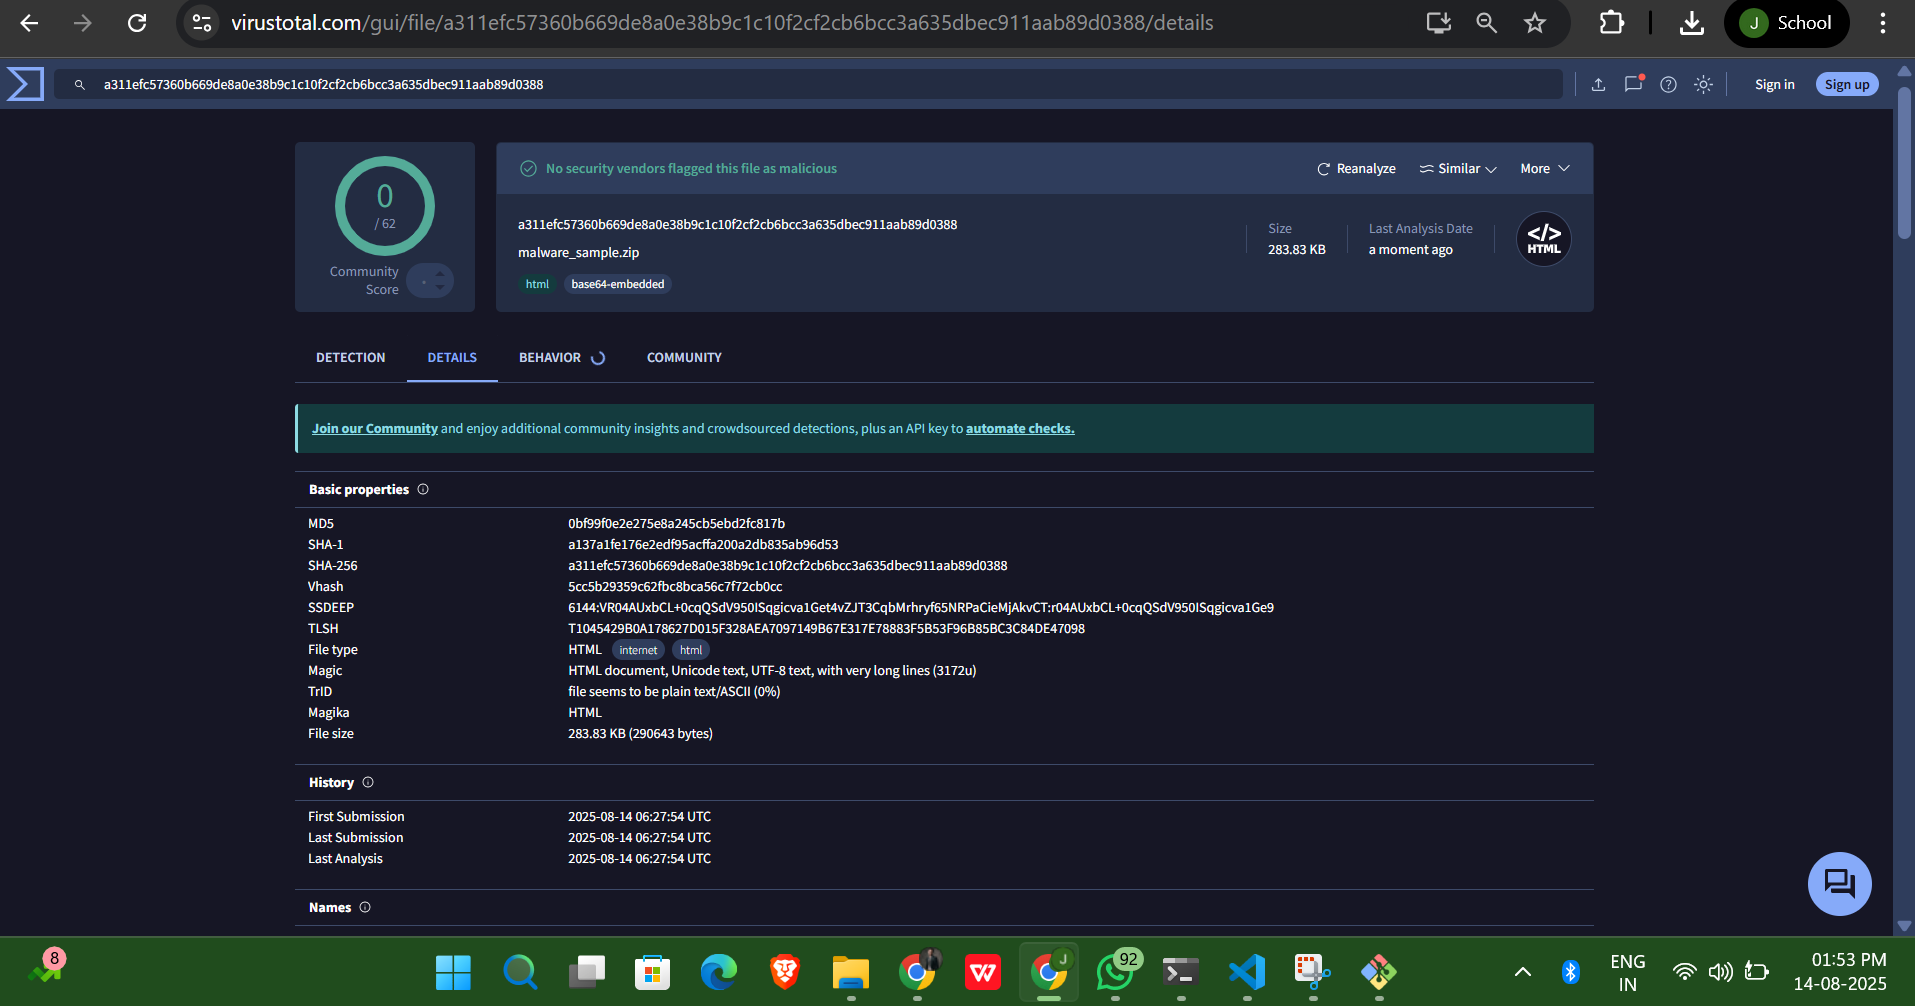 virustotal.com/gui/file/a311efc57360b669de8a0e38b9c1c10f2cf2cb6bcc3a635dbec911aab89d0388/details
J School
a311efc57360b669de8a0e38b9c1c10f2cf2cb6bcc3a635dbec911aab89d0388
Sign in
Sign up
0
/ 62
Community
Score
No security vendors flagged this file as malicious
Reanalyze
Similar
More
a311efc57360b669de8a0e38b9c1c10f2cf2cb6bcc3a635dbec911aab89d0388
malware_sample.zip
html
base64-embedded
Size
283.83 KB
Last Analysis Date
a moment ago
</>
HTML
DETECTION
DETAILS
BEHAVIOR
COMMUNITY
Join our Community and enjoy additional community insights and crowdsourced detections, plus an API key to automate checks.
Basic properties
MD5 0bf99f0e2e275e8a245cb5ebd2fc817b
SHA-1 a137a1fe176e2edf95acffa200a2db835ab96d53
SHA-256 a311efc57360b669de8a0e38b9c1c10f2cf2cb6bcc3a635dbec911aab89d0388
Vhash 5cc5b29359c62fbc8bca56c7f72cb0cc
SSDEEP 6144:VR04AUxbCL+0cqQSdV950ISqgicva1Get4vZJT3CqbMrhryf65NRPaCieMjAkvCT:r04AUxbCL+0cqQSdV950ISqgicva1Ge9
TLSH T1045429B0A178627D015F328AEA7097149B67E317E78883F5B53F96B85BC3C84DE47098
File type HTML internet html
Magic HTML document, Unicode text, UTF-8 text, with very long lines (3172u)
TrID file seems to be plain text/ASCII (0%)
Magika HTML
File size 283.83 KB (290643 bytes)
History
First Submission 2025-08-14 06:27:54 UTC
Last Submission 2025-08-14 06:27:54 UTC
Last Analysis 2025-08-14 06:27:54 UTC
Names
8
W
J
92
ENG
IN
01:53 PM
14-08-2025